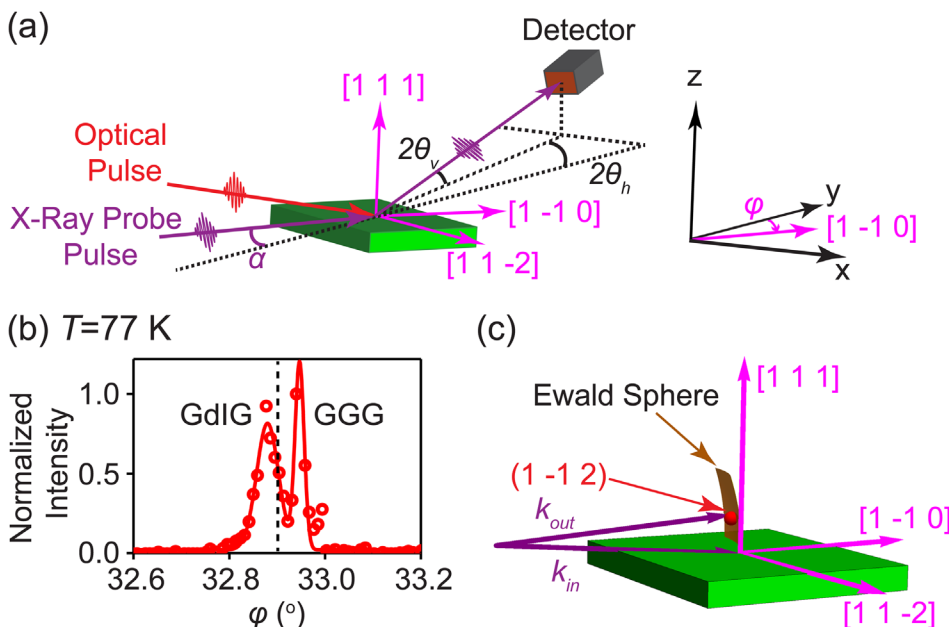 (a)
Detector
[1 1 1]
Optical
Pulse
2θv
2θh
X-Ray Probe
Pulse
α
[1 -1 0]
[1 1 -2]
z
y
φ
[1 -1 0]
x
(b) T=77 K
Normalized
Intensity
1.0
0.5
0.0
GdIG
GGG
32.6
32.8
33.0
33.2
φ (o)
(c)
Ewald Sphere
[1 1 1]
(1 -1 2)
kout
kin
[1 -1 0]
[1 1 -2]